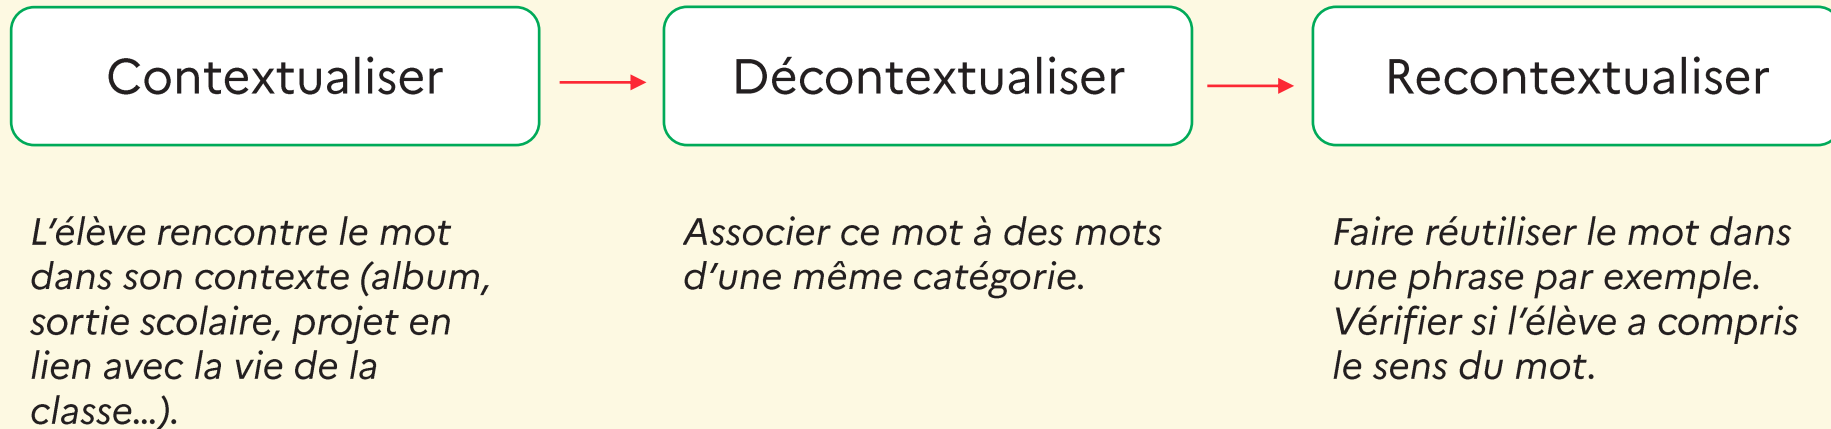 Contextualiser
Décontextualiser
Recontextualiser
L’élève rencontre le mot
dans son contexte (album,
sortie scolaire, projet en
lien avec la vie de la
classe…).
Associer ce mot à des mots
d’une même catégorie.
Faire réutiliser le mot dans
une phrase par exemple.
Vérifier si l’élève a compris
le sens du mot.